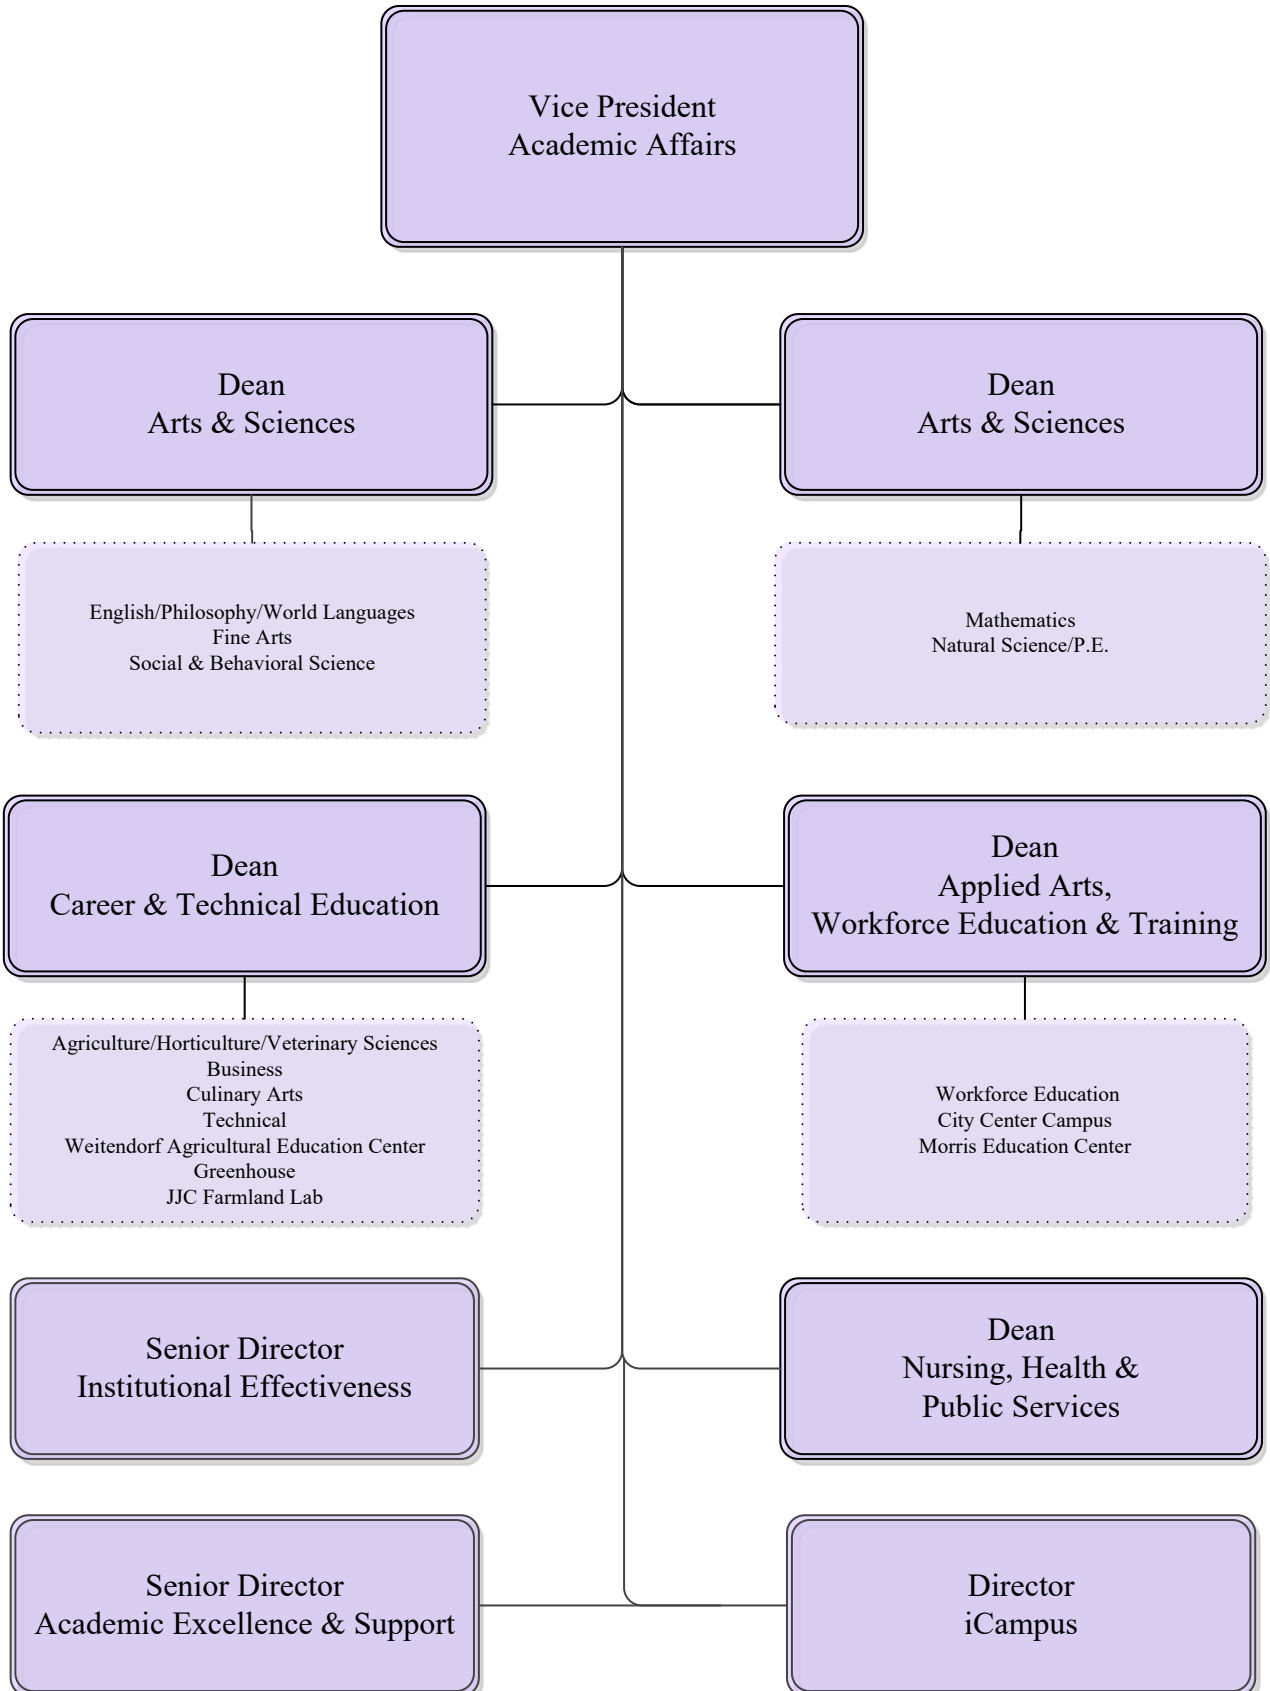 Vice President
Academic Affairs
Dean
Arts & Sciences
Dean
Arts & Sciences
English/Philosophy/World Languages
Fine Arts
Social & Behavioral Science
Mathematics
Natural Science/P.E.
Dean
Career & Technical Education
Dean
Applied Arts,
Workforce Education & Training
Agriculture/Horticulture/Veterinary Sciences
Business
Culinary Arts
Technical
Weitendorf Agricultural Education Center
Greenhouse
JJC Farmland Lab
Workforce Education
City Center Campus
Morris Education Center
Senior Director
Institutional Effectiveness
Dean
Nursing, Health &
Public Services
Senior Director
Academic Excellence & Support
Director
iCampus